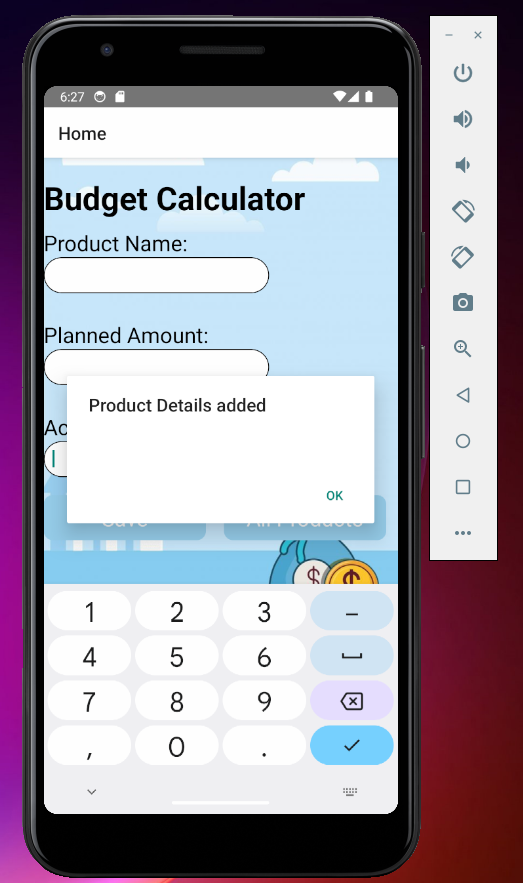 6:27
Home
Budget Calculator
Product Name:
Planned Amount:
Ac
Product Details added
OK
Save
All Products
$ $
1 2 3 –
4 5 6
7 8 9
, 0 .